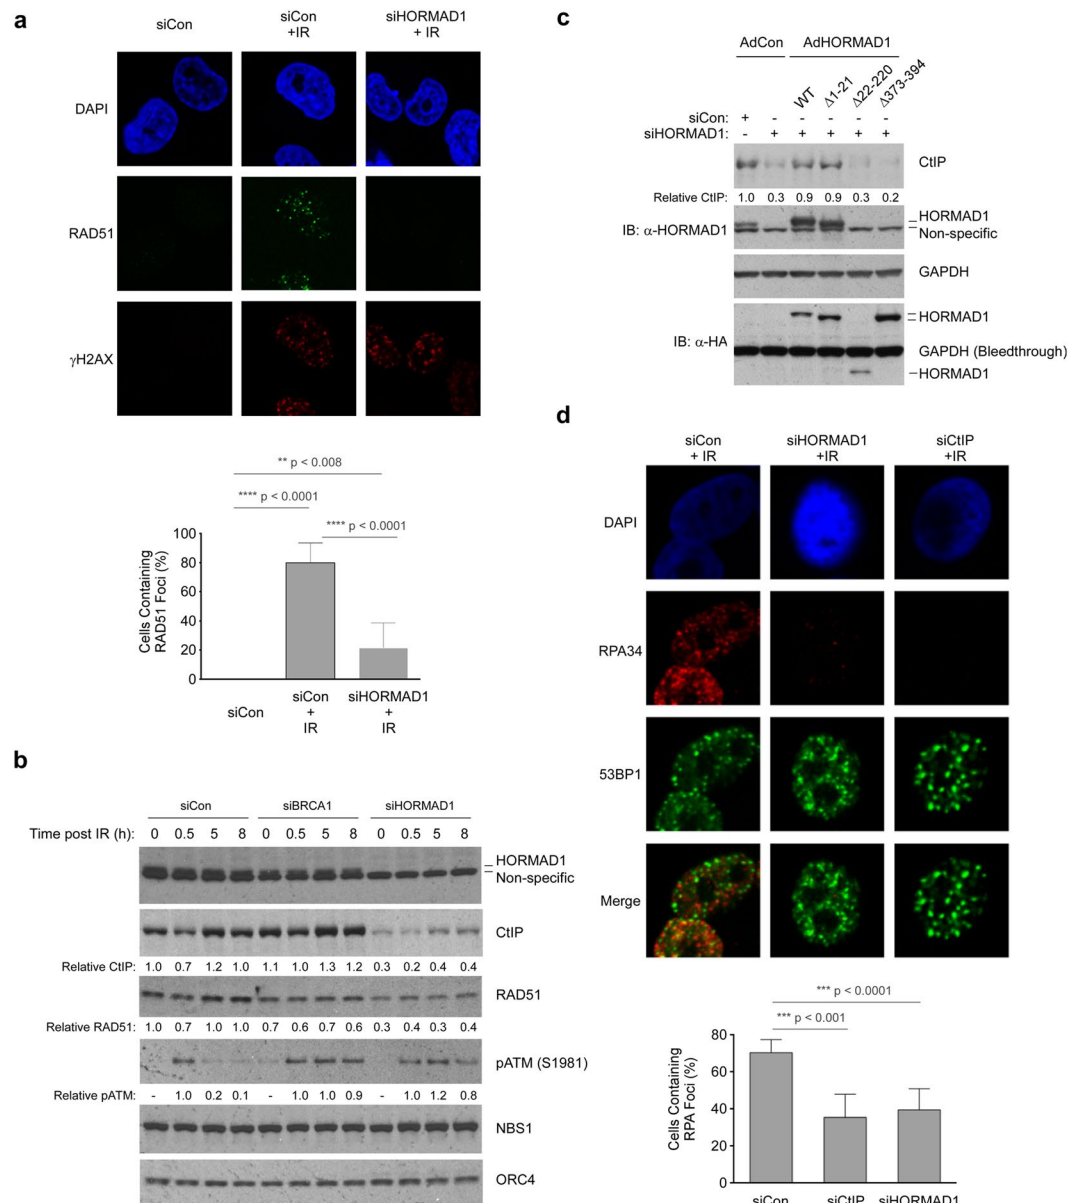 a
siCon
siCon
+IR
siHORMAD1
+ IR
DAPI
RAD51
γH2AX
** p < 0.008
**** p < 0.0001
**** p < 0.0001
Cells Containing
RAD51 Foci (%)
100
80
60
40
20
0
siCon
siCon
+
IR
siHORMAD1
+
IR
b
siCon siBRCA1 siHORMAD1
Time post IR (h): 0 0.5 5 8 0 0.5 5 8 0 0.5 5 8
HORMAD1
Non-specific
CtIP
Relative CtIP: 1.0 0.7 1.2 1.0 1.1 1.0 1.3 1.2 0.3 0.2 0.4 0.4
RAD51
Relative RAD51: 1.0 0.7 1.0 1.0 0.7 0.6 0.7 0.6 0.3 0.4 0.3 0.4
pATM (S1981)
Relative pATM: - 1.0 0.2 0.1 - 1.0 1.0 0.9 - 1.0 1.2 0.8
NBS1
ORC4
c
AdCon AdHORMAD1
WT Δ1-21 Δ22-220 Δ373-394
siCon: + - - - - -
siHORMAD1: - + + + + +
CtIP
Relative CtIP: 1.0 0.3 0.9 0.9 0.3 0.2
IB: α-HORMAD1
HORMAD1
Non-specific
GAPDH
IB: α-HA
HORMAD1
GAPDH (Bleedthrough)
HORMAD1
d
siCon
+ IR
siHORMAD1
+IR
siCtIP
+IR
DAPI
RPA34
53BP1
Merge
*** p < 0.0001
*** p < 0.001
Cells Containing
RPA Foci (%)
80
60
40
20
0
siCon siCtIP siHORMAD1